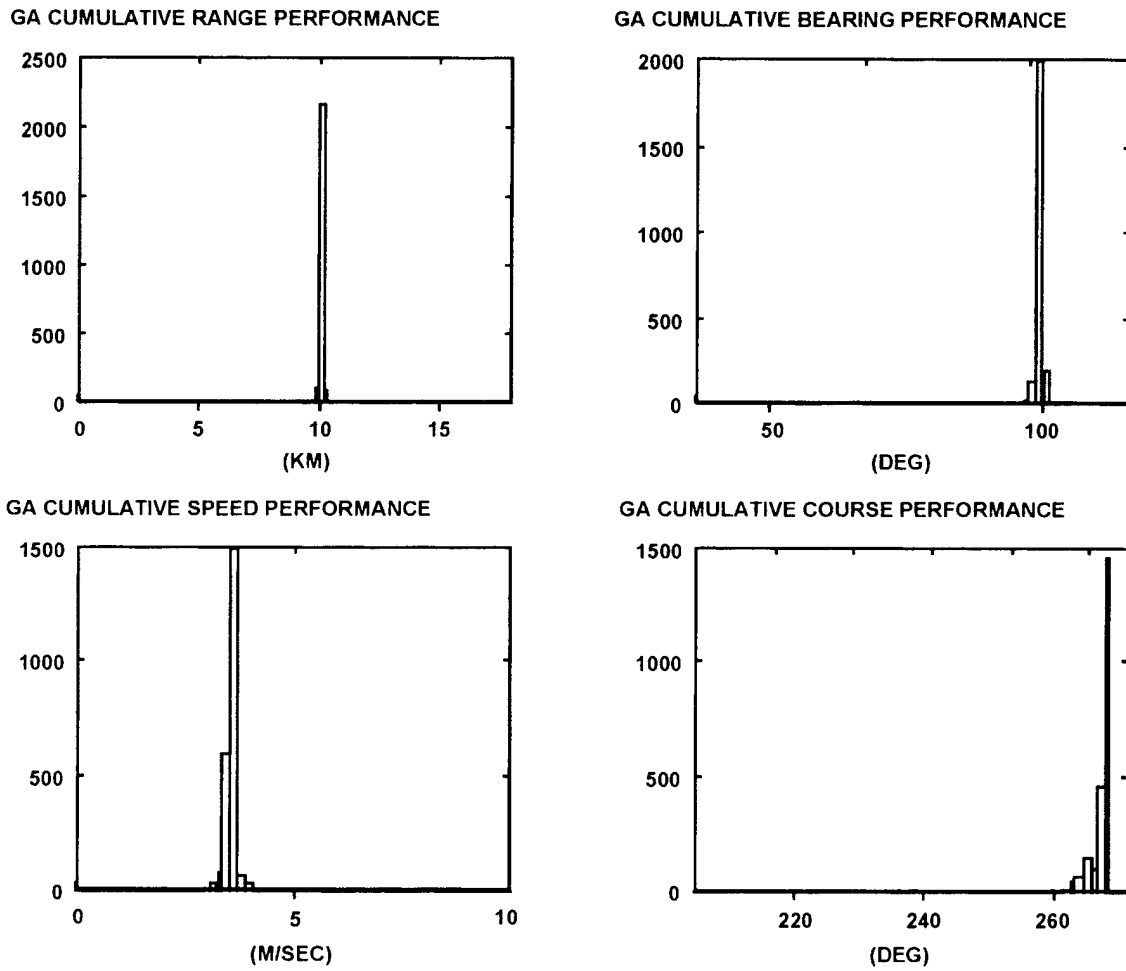 GA CUMULATIVE RANGE PERFORMANCE
2500
2000
1500
1000
500
0
0 5 10 15
(KM)
GA CUMULATIVE BEARING PERFORMANCE
2000
1500
1000
500
0
50 100
(DEG)
GA CUMULATIVE SPEED PERFORMANCE
1500
1000
500
0
0 5 10
(M/SEC)
GA CUMULATIVE COURSE PERFORMANCE
1500
1000
500
0
220 240 260
(DEG)